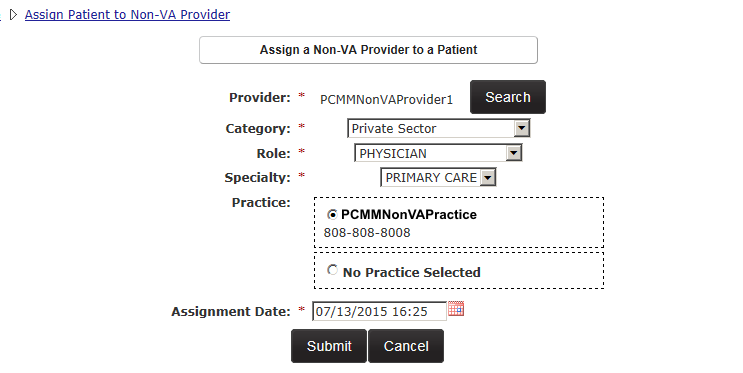 Assign Patient to Non-VA Provider
Assign a Non-VA Provider to a Patient
Provider: * PCMMNonVAProvider1 Search
Category: * Private Sector
Role: * PHYSICIAN
Specialty: * PRIMARY CARE
Practice:
PCMMNonVAPractice
808-808-8008
No Practice Selected
Assignment Date: * 07/13/2015 16:25
Submit Cancel